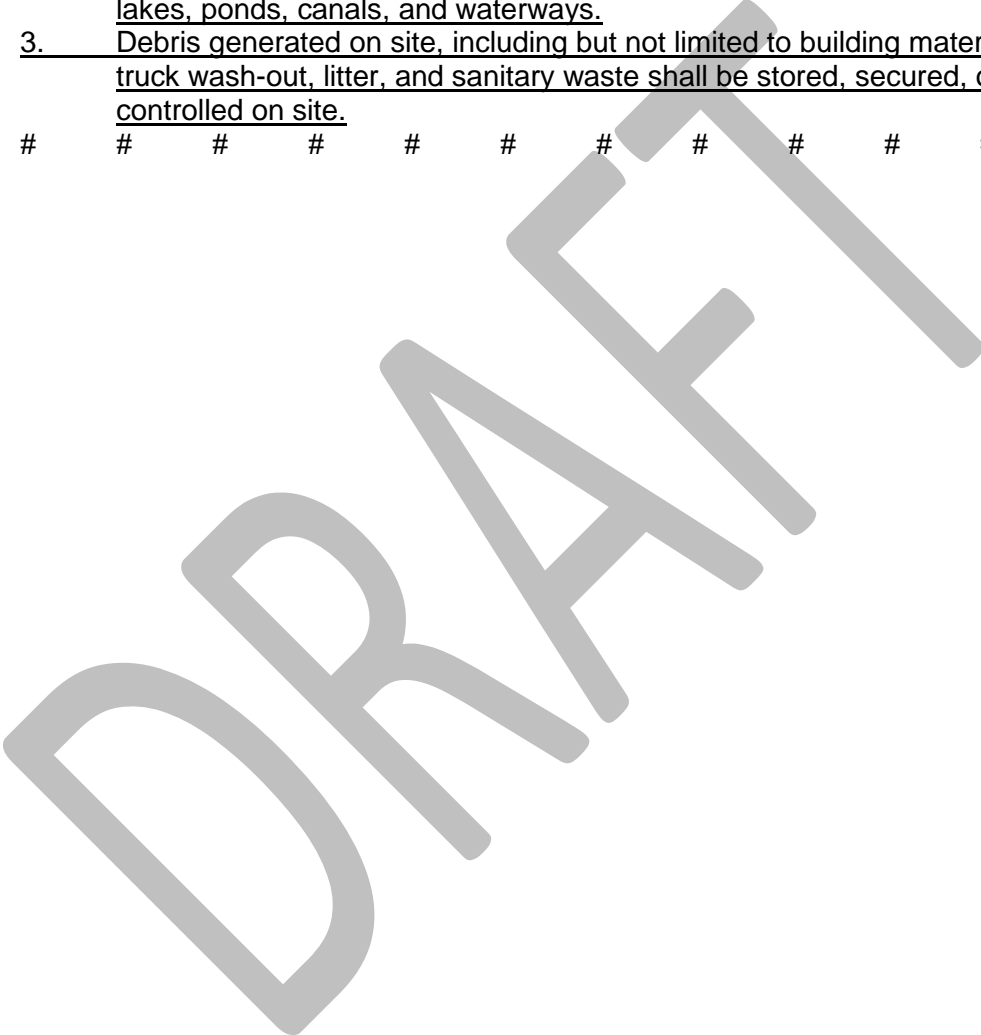 lakes, ponds, canals, and waterways.
3. Debris generated on site, including but not limited to building
truck wash-out, litter, and sanitary waste shall be stored, secured,
controlled on site.
# # # # # # # # # #
DRAFT